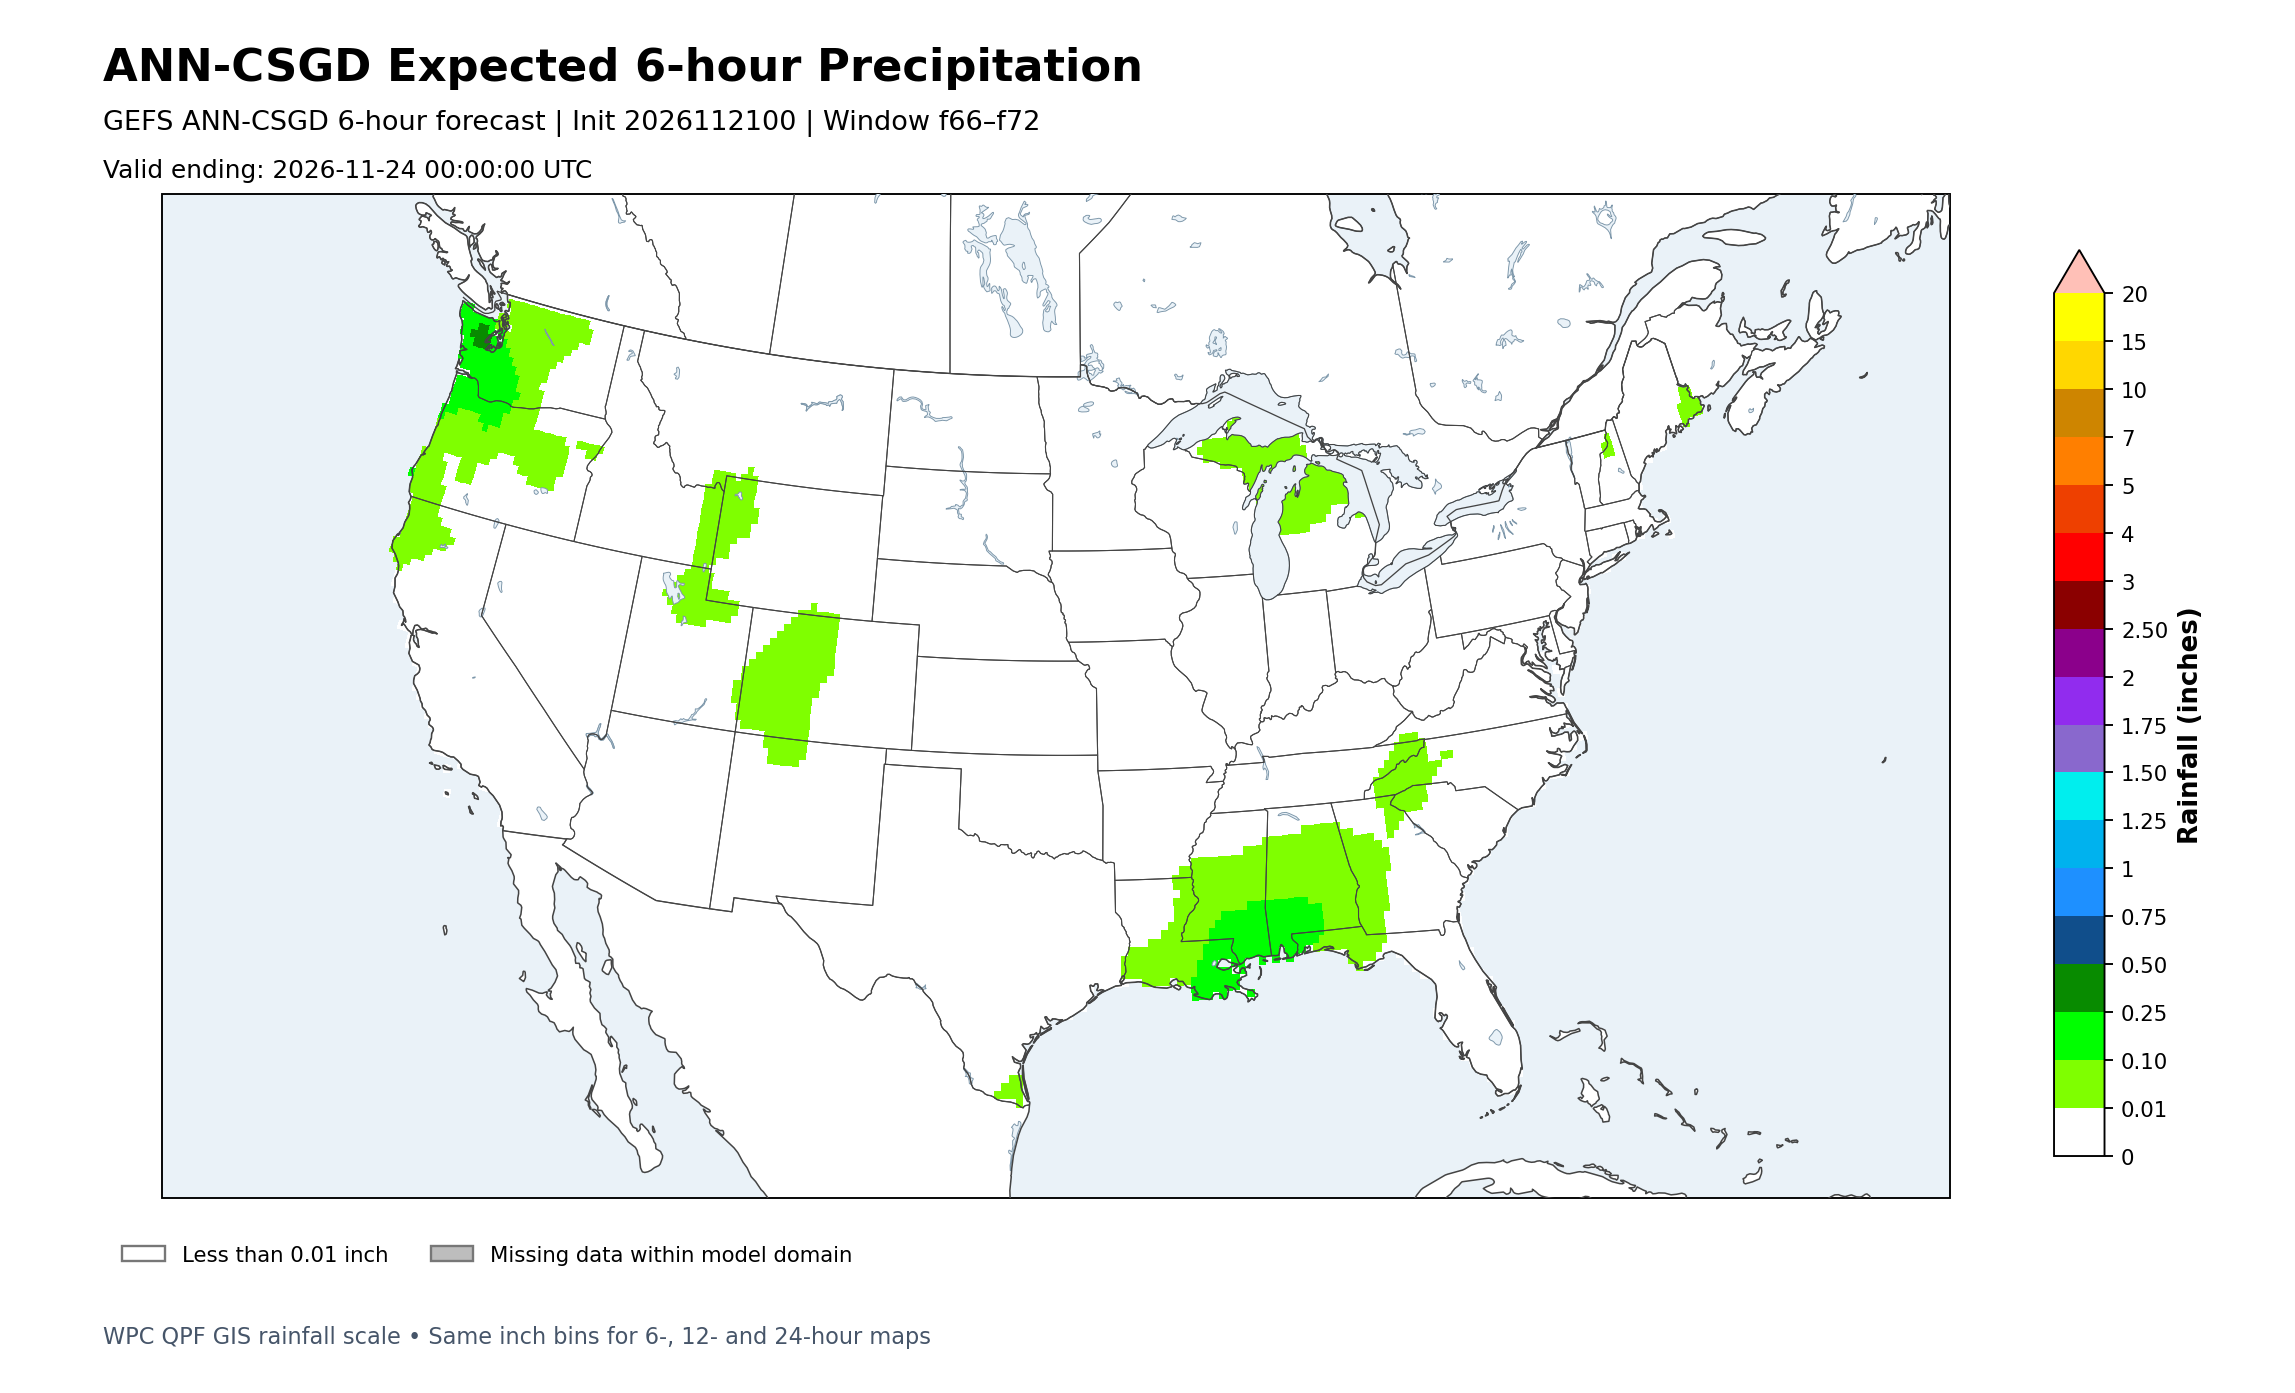 ANN-CSGD Expected 6-hour Precipitation
GEFS ANN-CSGD 6-hour forecast | Init 2026112100 | Window f66–f72
Valid ending: 2026-11-24 00:00:00 UTC
20
15
10
7
5
4
3
2.50
2
1.75
1.50
1.25
1
0.75
0.50
0.25
0.10
0.01
0
Rainfall (inches)
Less than 0.01 inch
Missing data within model domain
WPC QPF GIS rainfall scale • Same inch bins for 6-, 12- and 24-hour maps